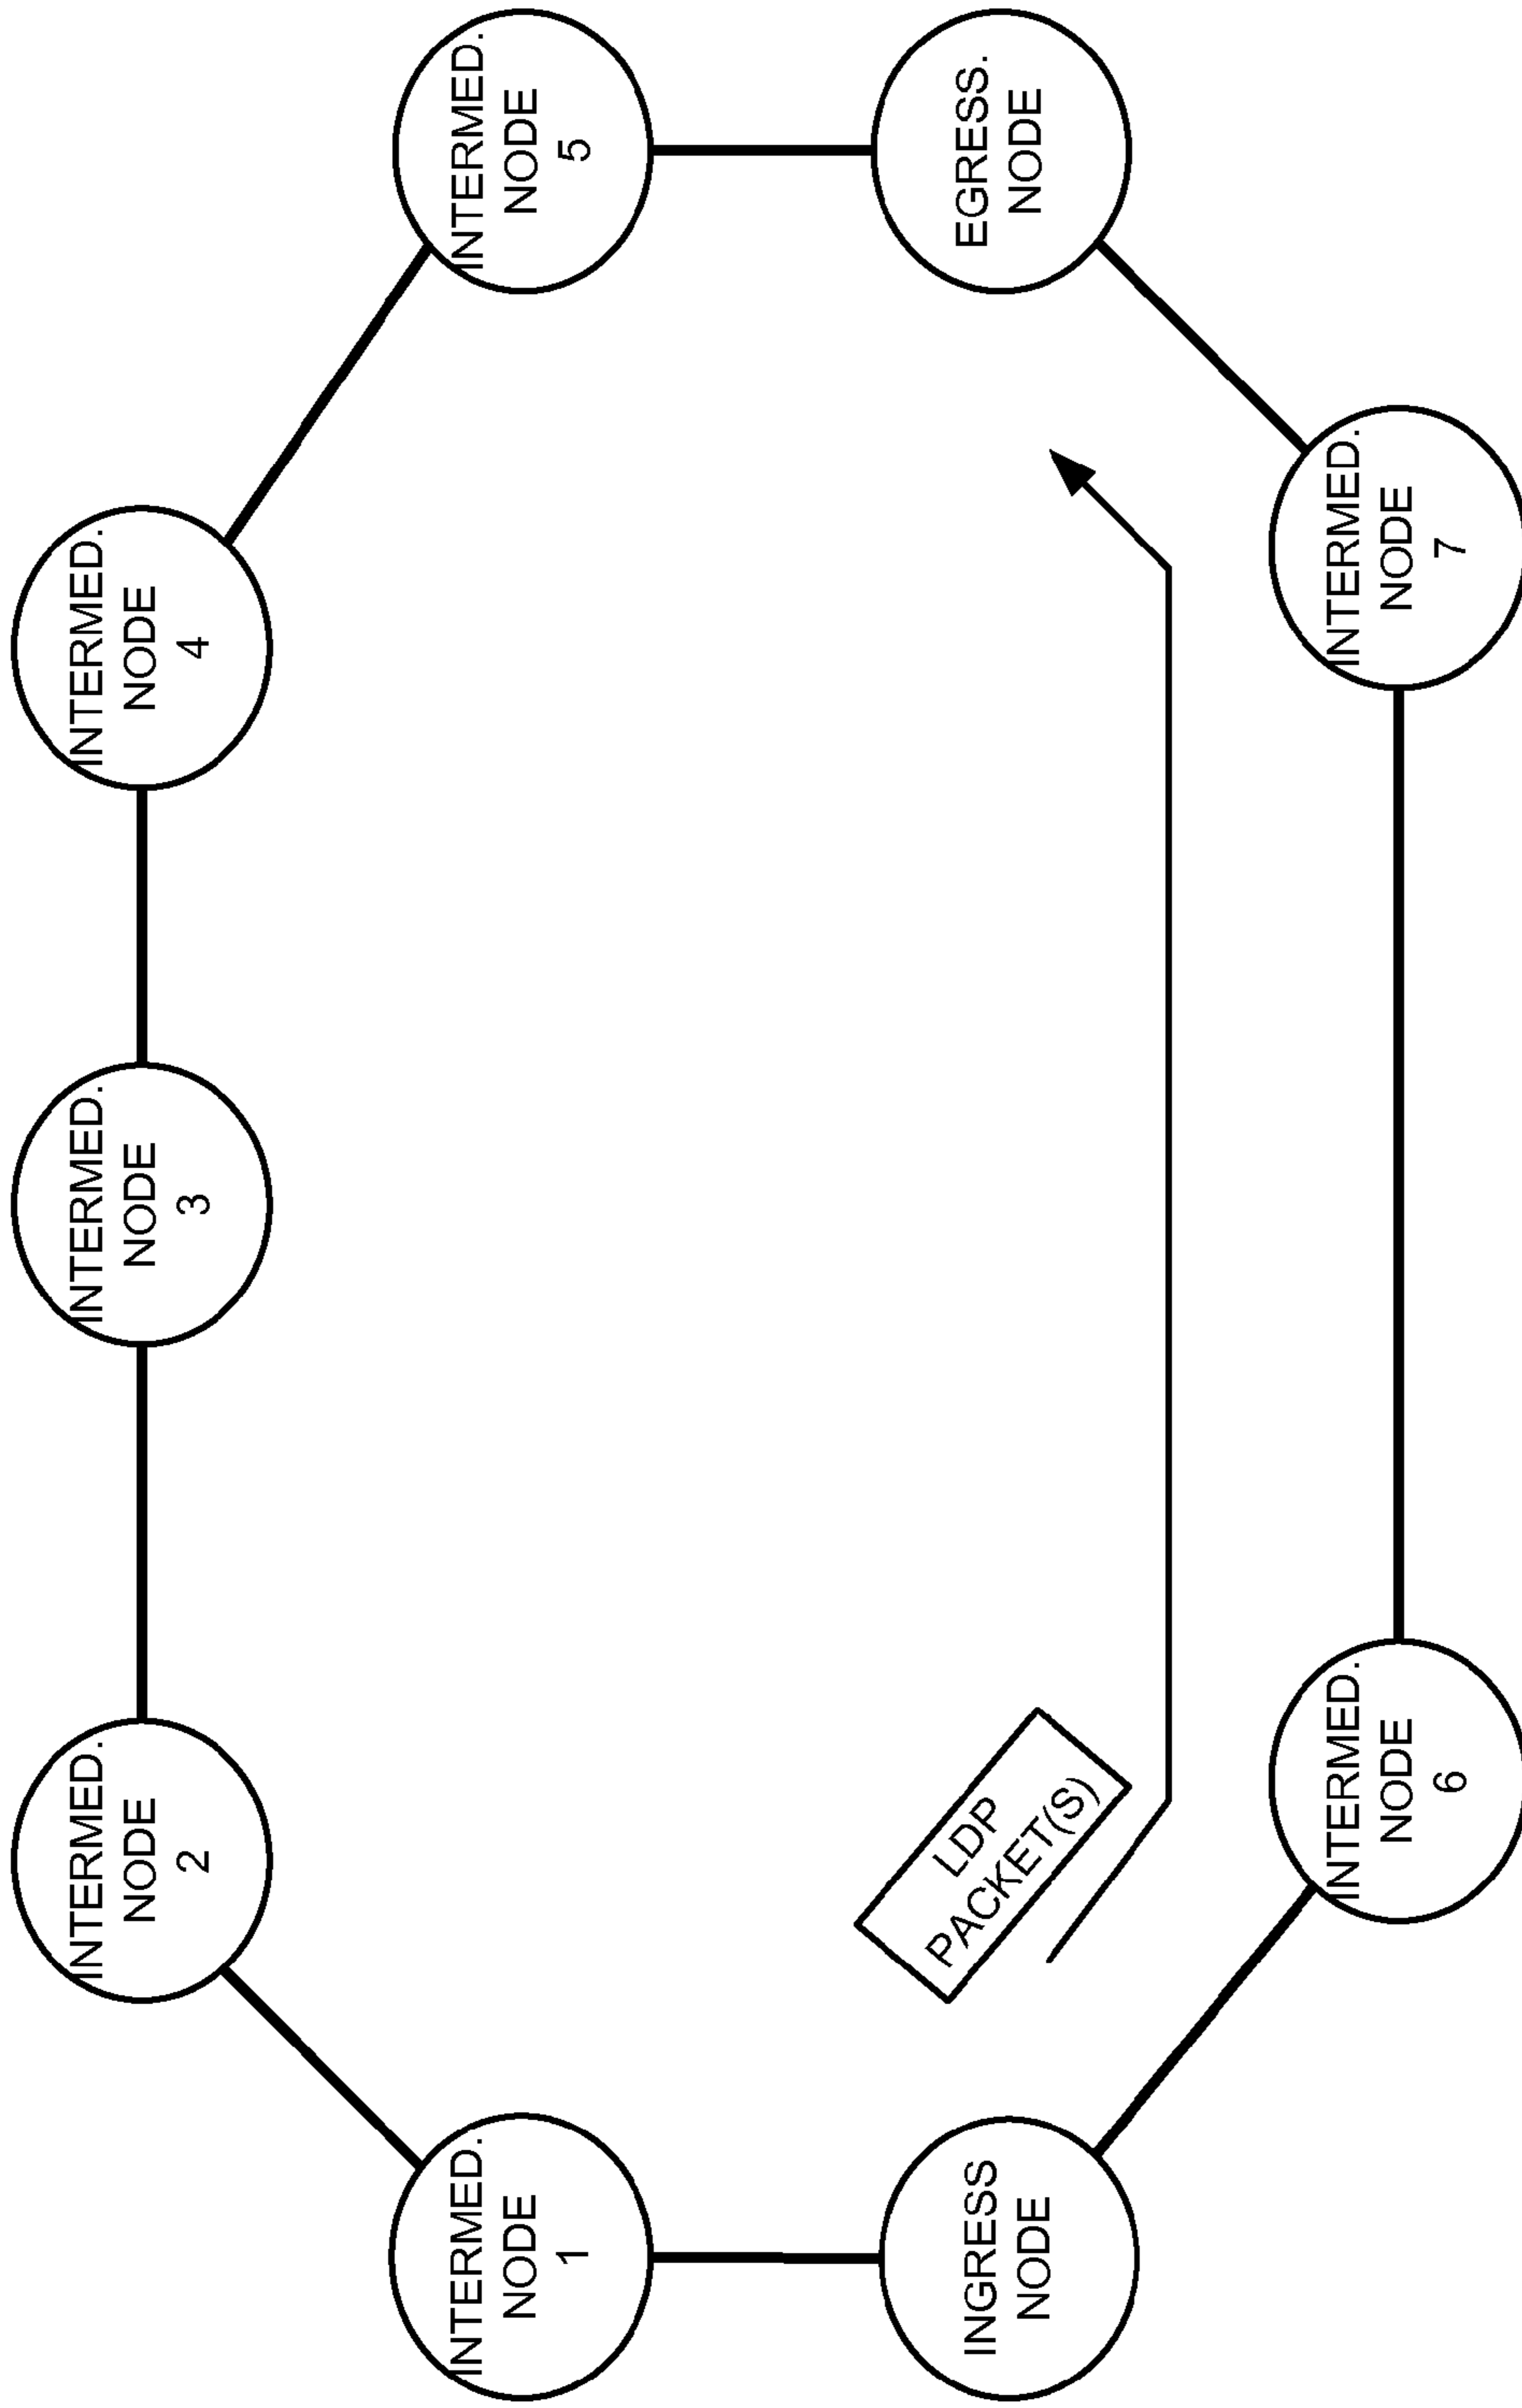 INTERMED.
NODE
1
INTERMED.
NODE
2
INTERMED.
NODE
3
INTERMED.
NODE
4
INTERMED.
NODE
5
INGRESS
NODE
LDP
PACKET(S)
EGRESS.
NODE
INTERMED.
NODE
6
INTERMED.
NODE
7